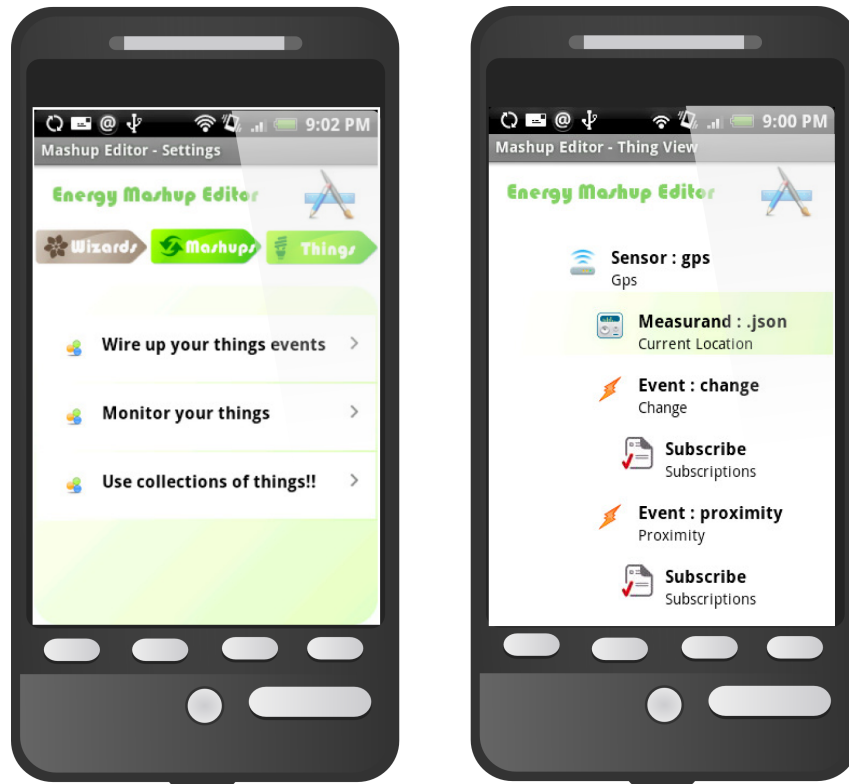 9:02 PM
Mashup Editor - Settings
Energy Mashup Editor
Wizards
Mashups
Things
Wire up your things events
Monitor your things
Use collections of things!!
9:00 PM
Mashup Editor - Thing View
Energy Mashup Editor
Sensor : gps
Gps
Measurand : .json
Current Location
Event : change
Change
Subscribe
Subscriptions
Event : proximity
Proximity
Subscribe
Subscriptions